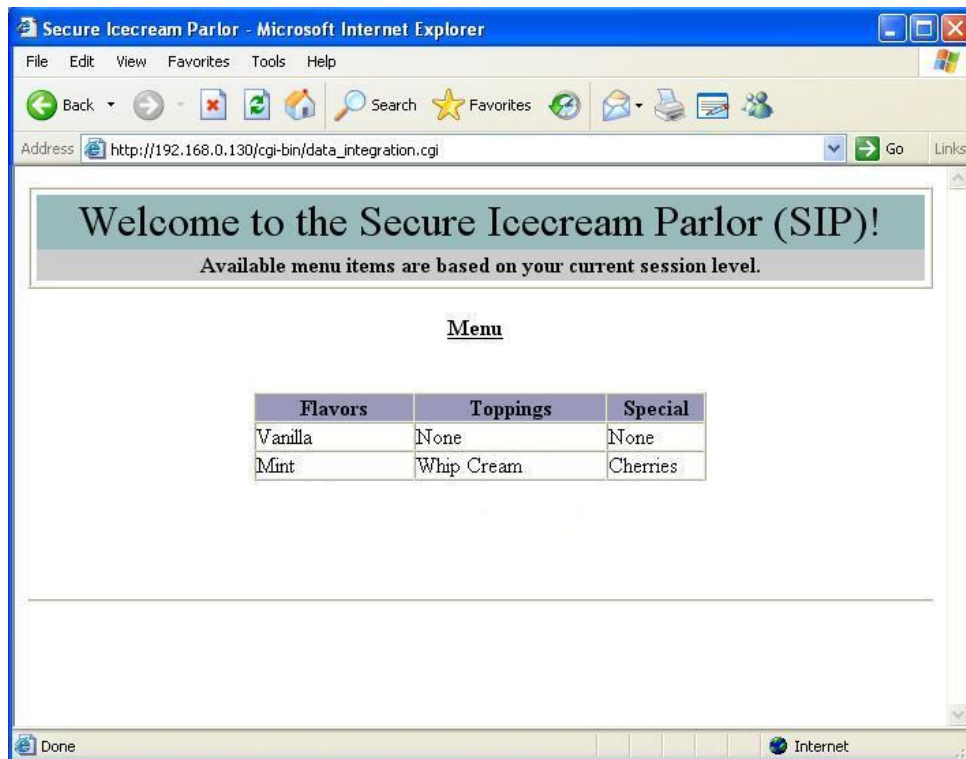 Secure Icecream Parlor - Microsoft Internet Explorer
File Edit View Favorites Tools Help
Back Search Favorites
Address http://192.168.0.130/cgi-bin/data_integration.cgi Go Links
Welcome to the Secure Icecream Parlor (SIP)!
Available menu items are based on your current session level.
Menu
Flavors Toppings Special
Vanilla None None
Mint Whip Cream Cherries
Done Internet